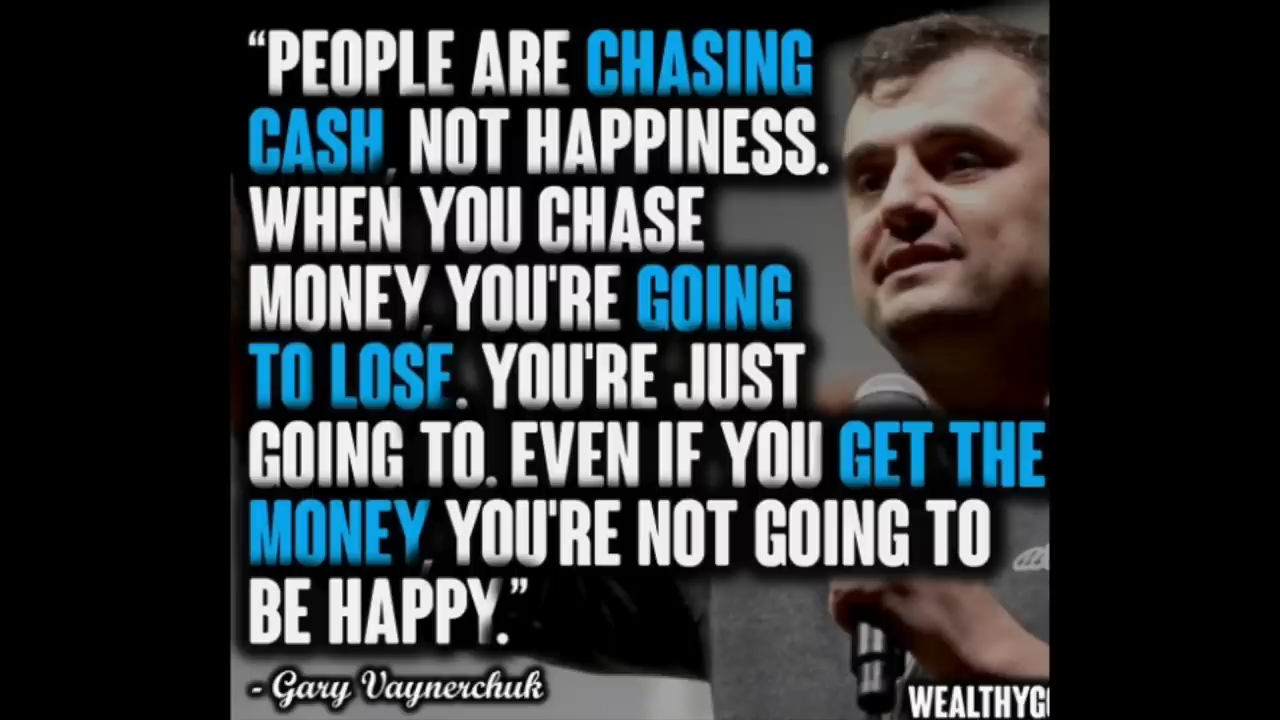 “PEOPLE ARE CHASING
CASH, NOT HAPPINESS.
WHEN YOU CHASE
MONEY, YOU'RE GOING
TO LOSE. YOU'RE JUST
GOING TO. EVEN IF YOU GET THE
MONEY, YOU'RE NOT GOING TO
BE HAPPY.”
- Gary Vaynerchuk